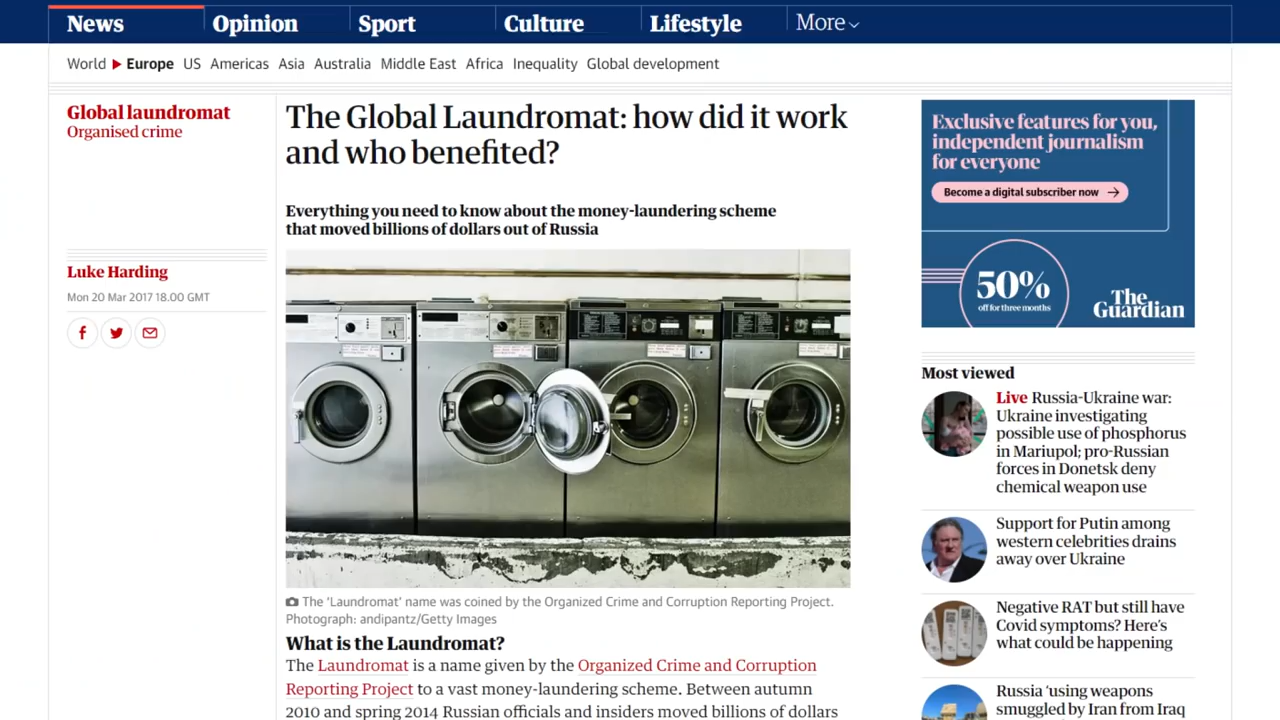 News
Opinion
Sport
Culture
Lifestyle
More
World
Europe
US
Americas
Asia
Australia
Middle East
Africa
Inequality
Global development
Global laundromat
Organised crime
The Global Laundromat: how did it work
and who benefited?
Everything you need to know about the money-laundering scheme
that moved billions of dollars out of Russia
Luke Harding
Mon 20 Mar 2017 18.00 GMT
The ‘Laundromat’ name was coined by the Organized Crime and Corruption Reporting Project.
Photograph: andipantz/Getty Images
What is the Laundromat?
The Laundromat is a name given by the Organized Crime and Corruption
Reporting Project to a vast money-laundering scheme. Between autumn
2010 and spring 2014 Russian officials and insiders moved billions of dollars
Exclusive features for you,
independent journalism
for everyone
Become a digital subscriber now
50%
off for three months
The
Guardian
Most viewed
Live Russia-Ukraine war:
Ukraine investigating
possible use of phosphorus
in Mariupol; pro-Russian
forces in Donetsk deny
chemical weapon use
Support for Putin among
western celebrities drains
away over Ukraine
Negative RAT but still have
Covid symptoms? Here’s
what could be happening
Russia ‘using weapons
smuggled by Iran from Iraq